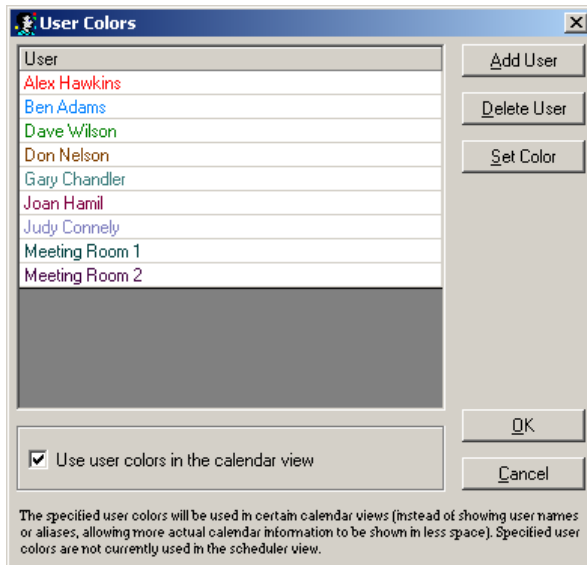 User Colors
User
Add User
Alex Hawkins
Ben Adams
Delete User
Dave Wilson
Don Nelson
Set Color
Gary Chandler
Joan Hamil
Judy Connely
Meeting Room 1
Meeting Room 2
OK
Use user colors in the calendar view
Cancel
The specified user colors will be used in certain calendar views (instead of showing user names
or aliases, allowing more actual calendar information to be shown in less space). Specified user
colors are not currently used in the scheduler view.